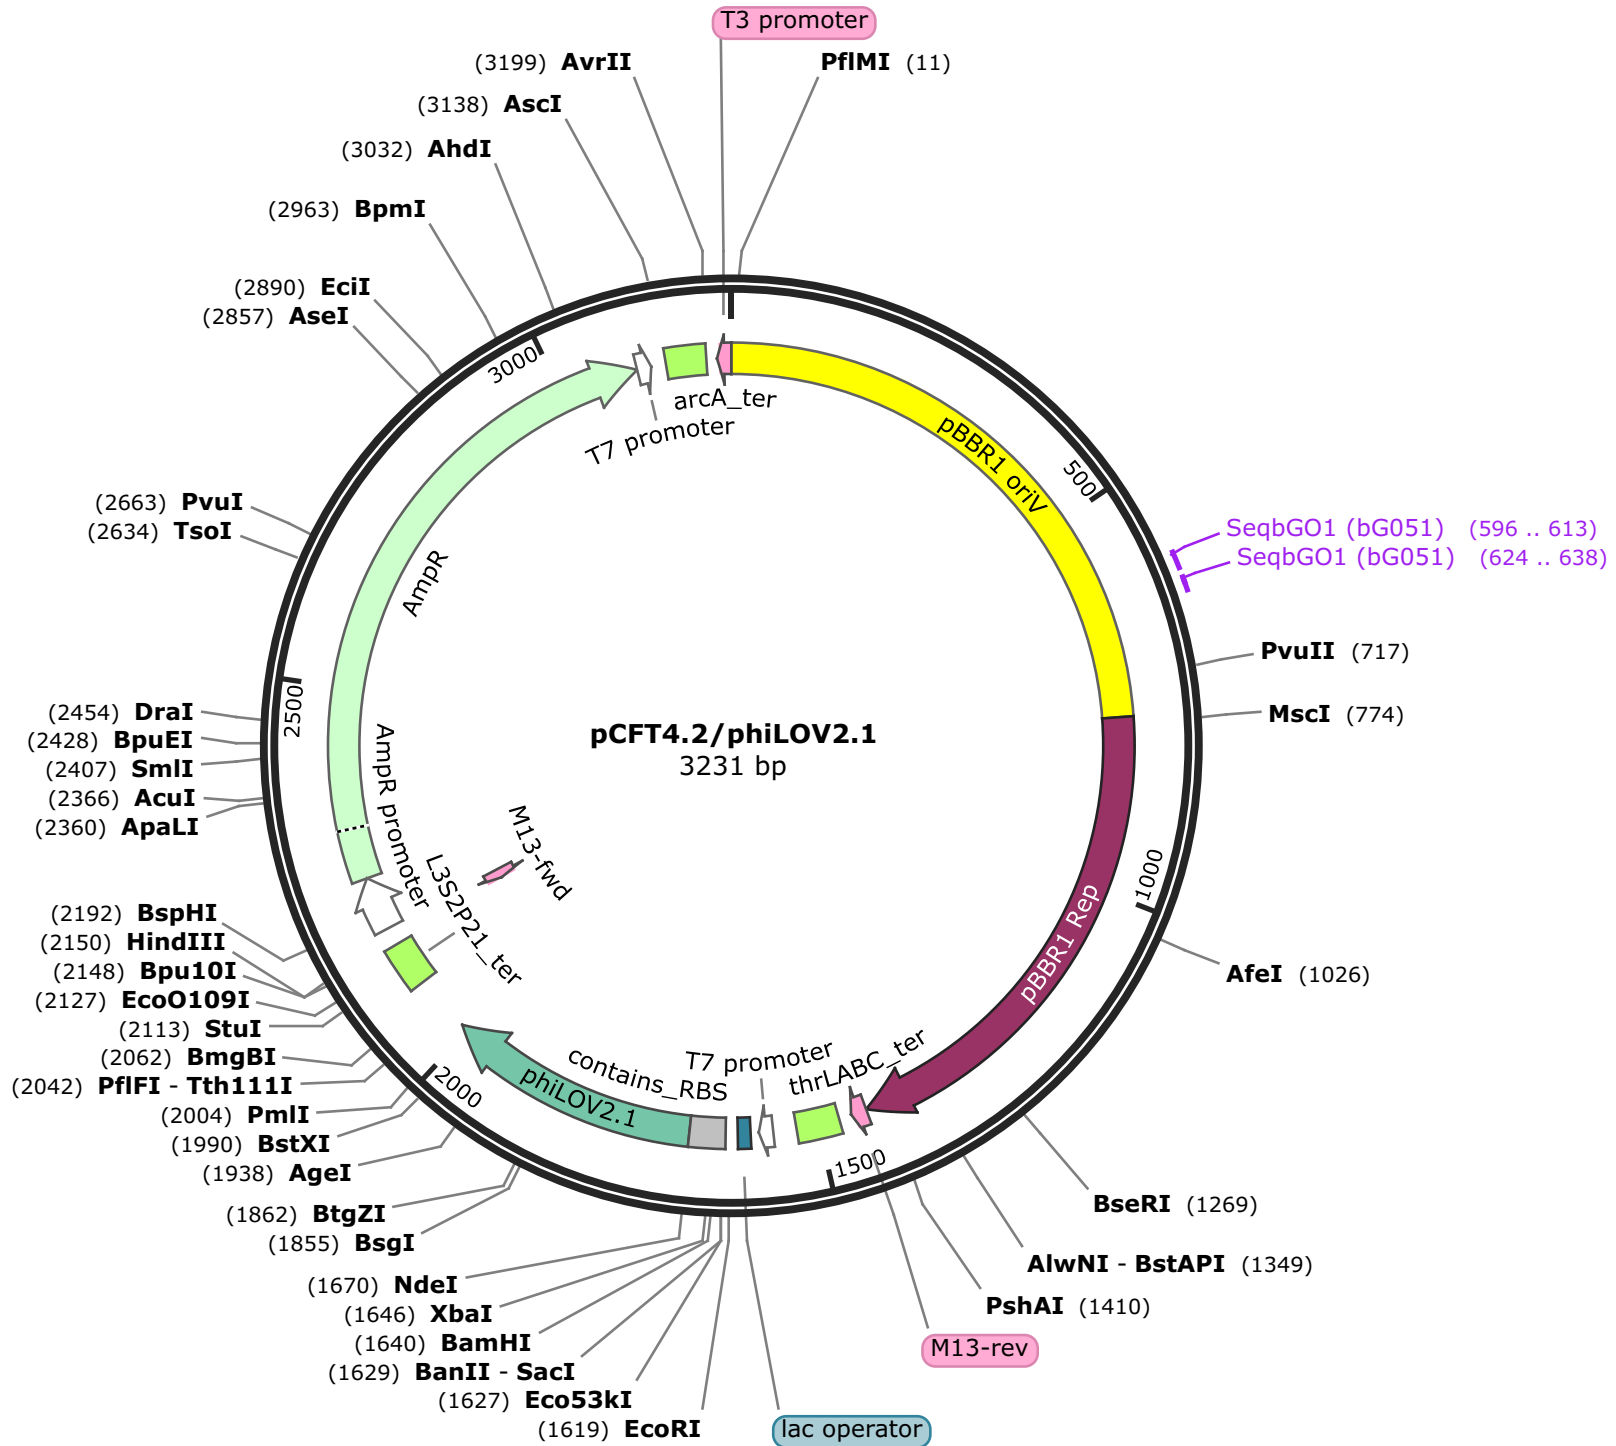 T3 promoter
(3199) AvrII
PflMI (11)
(3138) AscI
(3032) AhdI
(2963) BpmI
(2890) EciI
(2857) AseI
3000
arcA_ter
T7 promoter
pBBR1 oriV
500
(2663) PvuI
(2634) TsoI
SeqbGO1 (bG051) (596 .. 613)
SeqbGO1 (bG051) (624 .. 638)
AmpR
PvuII (717)
MscI (774)
2500
(2454) DraI
(2428) BpuEI
(2407) SmlI
(2366) AcuI
(2360) ApaLI
pCFT4.2/phiLOV2.1
3231 bp
AmpR promoter
M13-fwd
L3S2P21_ter
1000
pBBR1 Rep
AfeI (1026)
(2192) BspHI
(2150) HindIII
(2148) Bpu10I
(2127) EcoO109I
(2113) StuI
(2062) BmgBI
(2042) PflFI - Tth111I
(2004) PmlI
(1990) BstXI
(1938) AgeI
2000
phiLOV2.1
contains_RBS
T7 promoter
thrLABC_ter
1500
(1862) BtgZI
(1855) BsgI
BseRI (1269)
AlwNI - BstAPI (1349)
PshAI (1410)
(1670) NdeI
(1646) XbaI
(1640) BamHI
(1629) BanII - SacI
(1627) Eco53kI
(1619) EcoRI
M13-rev
lac operator